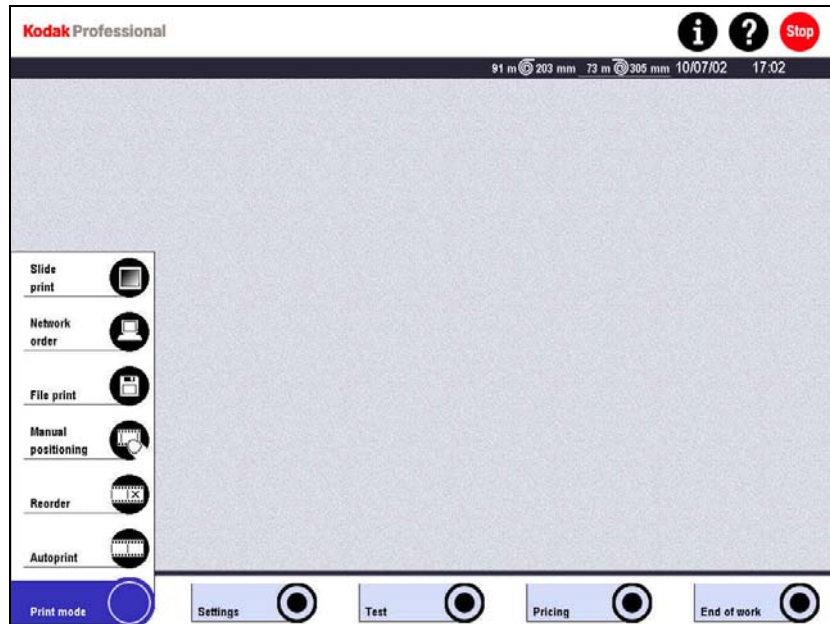 Kodak Professional
i ? Stop
91 m 203 mm 73 m 305 mm 10/07/02 17:02
Slide
print
Network
order
File print
Manual
positioning
Reorder
Autoprint
Print mode Settings Test Pricing End of work